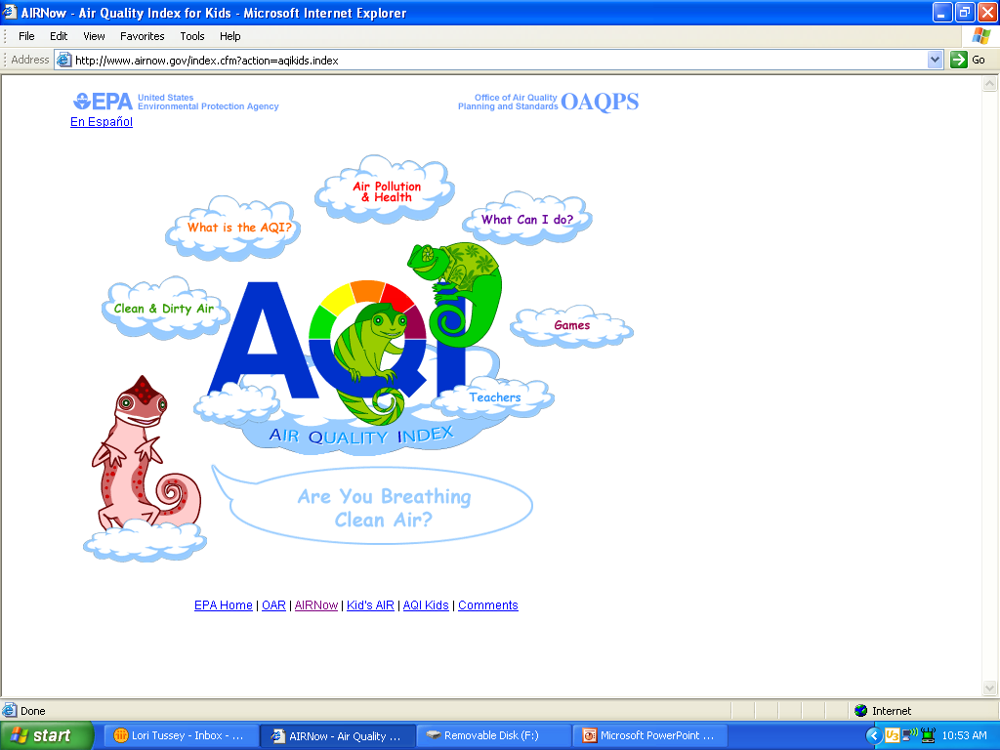 AIRNow - Air Quality Index for Kids - Microsoft Internet Explorer
File Edit View Favorites Tools Help
Address http://www.airnow.gov/index.cfm?action=aqikids.index Go
EPA United States
Environmental Protection Agency
Office of Air Quality
Planning and Standards OAQPS
En Español
Air Pollution
& Health
What Can I do?
What is the AQI?
Clean & Dirty Air
Games
AQI
Teachers
AIR QUALITY INDEX
Are You Breathing
Clean Air?
EPA Home | OAR | AIRNow | Kid's AIR | AQI Kids | Comments
Done Internet
start Lori Tussey - Inbox - ... AIRNow - Air Quality ... Removable Disk (F:) Microsoft PowerPoint ... U3 10:53 AM